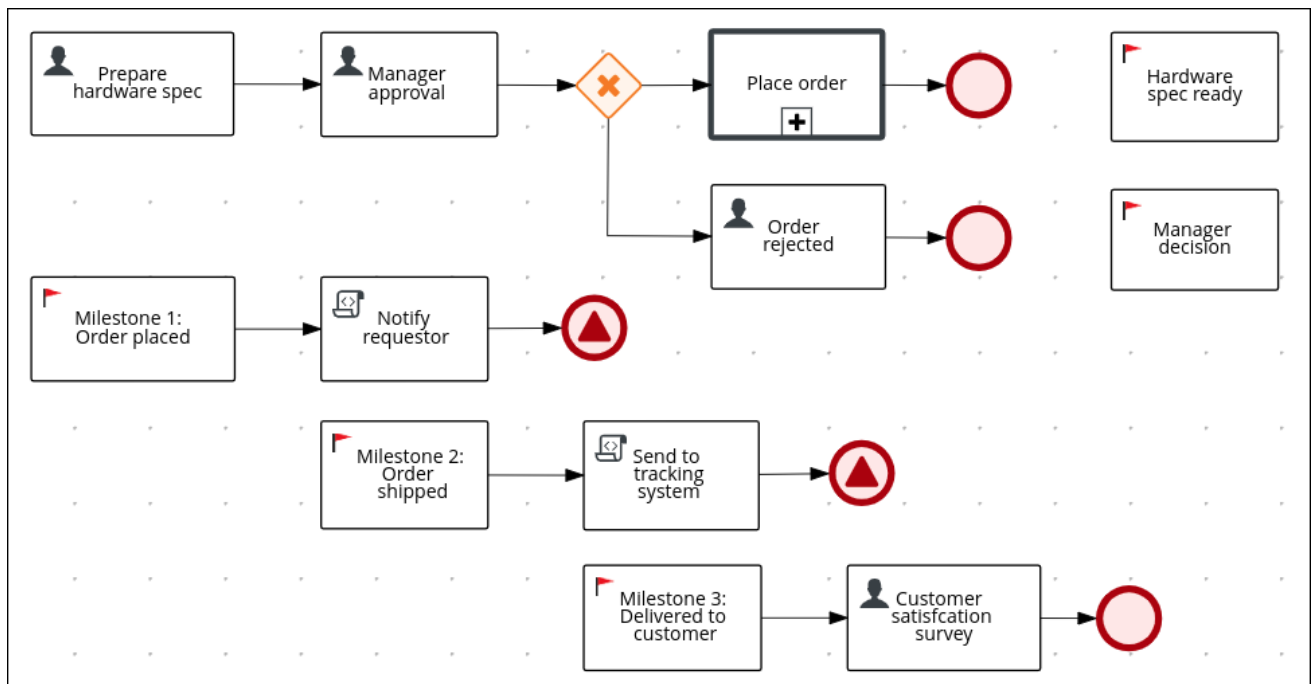 Prepare
hardware spec
Manager
approval
Place order
Hardware
spec ready
Order
rejected
Manager
decision
Milestone 1:
Order placed
Notify
requestor
Milestone 2:
Order
shipped
Send to
tracking
system
Milestone 3:
Delivered to
customer
Customer
satisfcation
survey